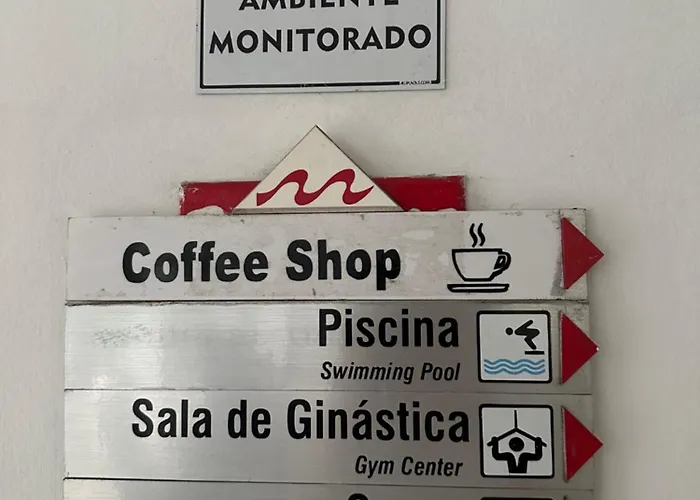 AMBIENTE
MONITORADO
Coffee Shop
Piscina
Swimming Pool
Sala de Ginástica
Gym Center